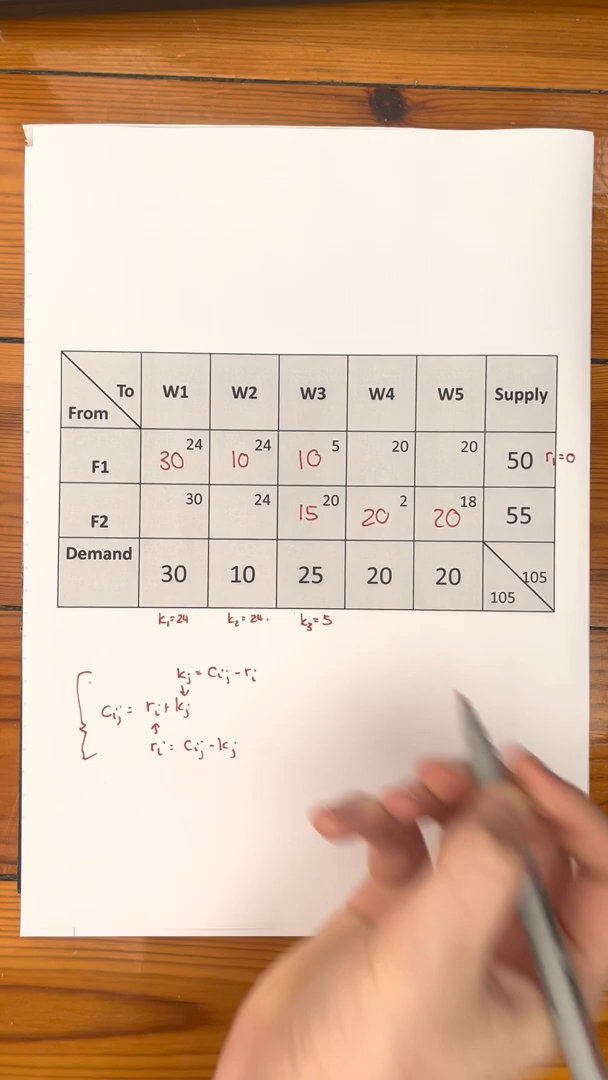 To From W1 W2 W3 W4 W5 Supply
F1 30 24 10 24 10 5 20 20 50 r₁=0
F2 30 24 15 20 20 2 20 18 55
Demand 30 10 25 20 20 105 105
k₁=24 k₂=24. k₃=5
kⱼ = Cᵢⱼ - rᵢ
Cᵢⱼ = rᵢ + kⱼ
rᵢ = Cᵢⱼ - kⱼ